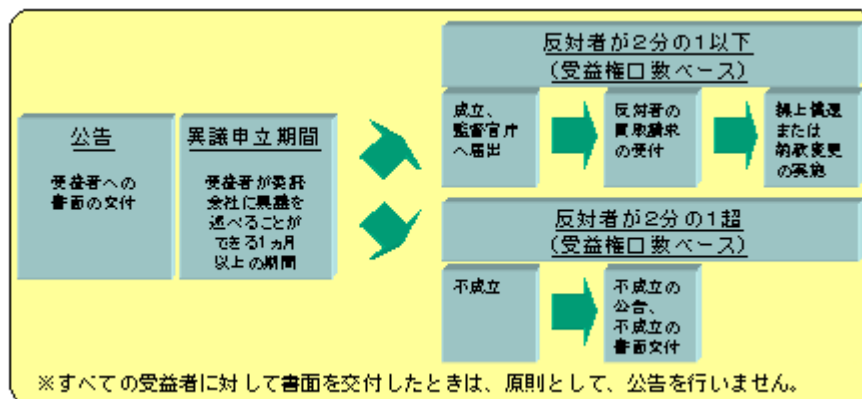 公告
受益者への
書面の交付
異議申立期間
受益者が委託
会社に異議を
述べることが
できる1ヵ月
以上の期間
反対者が2分の1以下
(受益権口数ベース)
成立、
監督官庁
へ届出
反対者の
買取請求
の受付
繰上償還
または
約款変更
の実施
反対者が2分の1超
(受益権口数ベース)
不成立
不成立の
公告、
不成立の
書面交付
※すべての受益者に対して書面を交付したときは、原則として、公告を行いません。